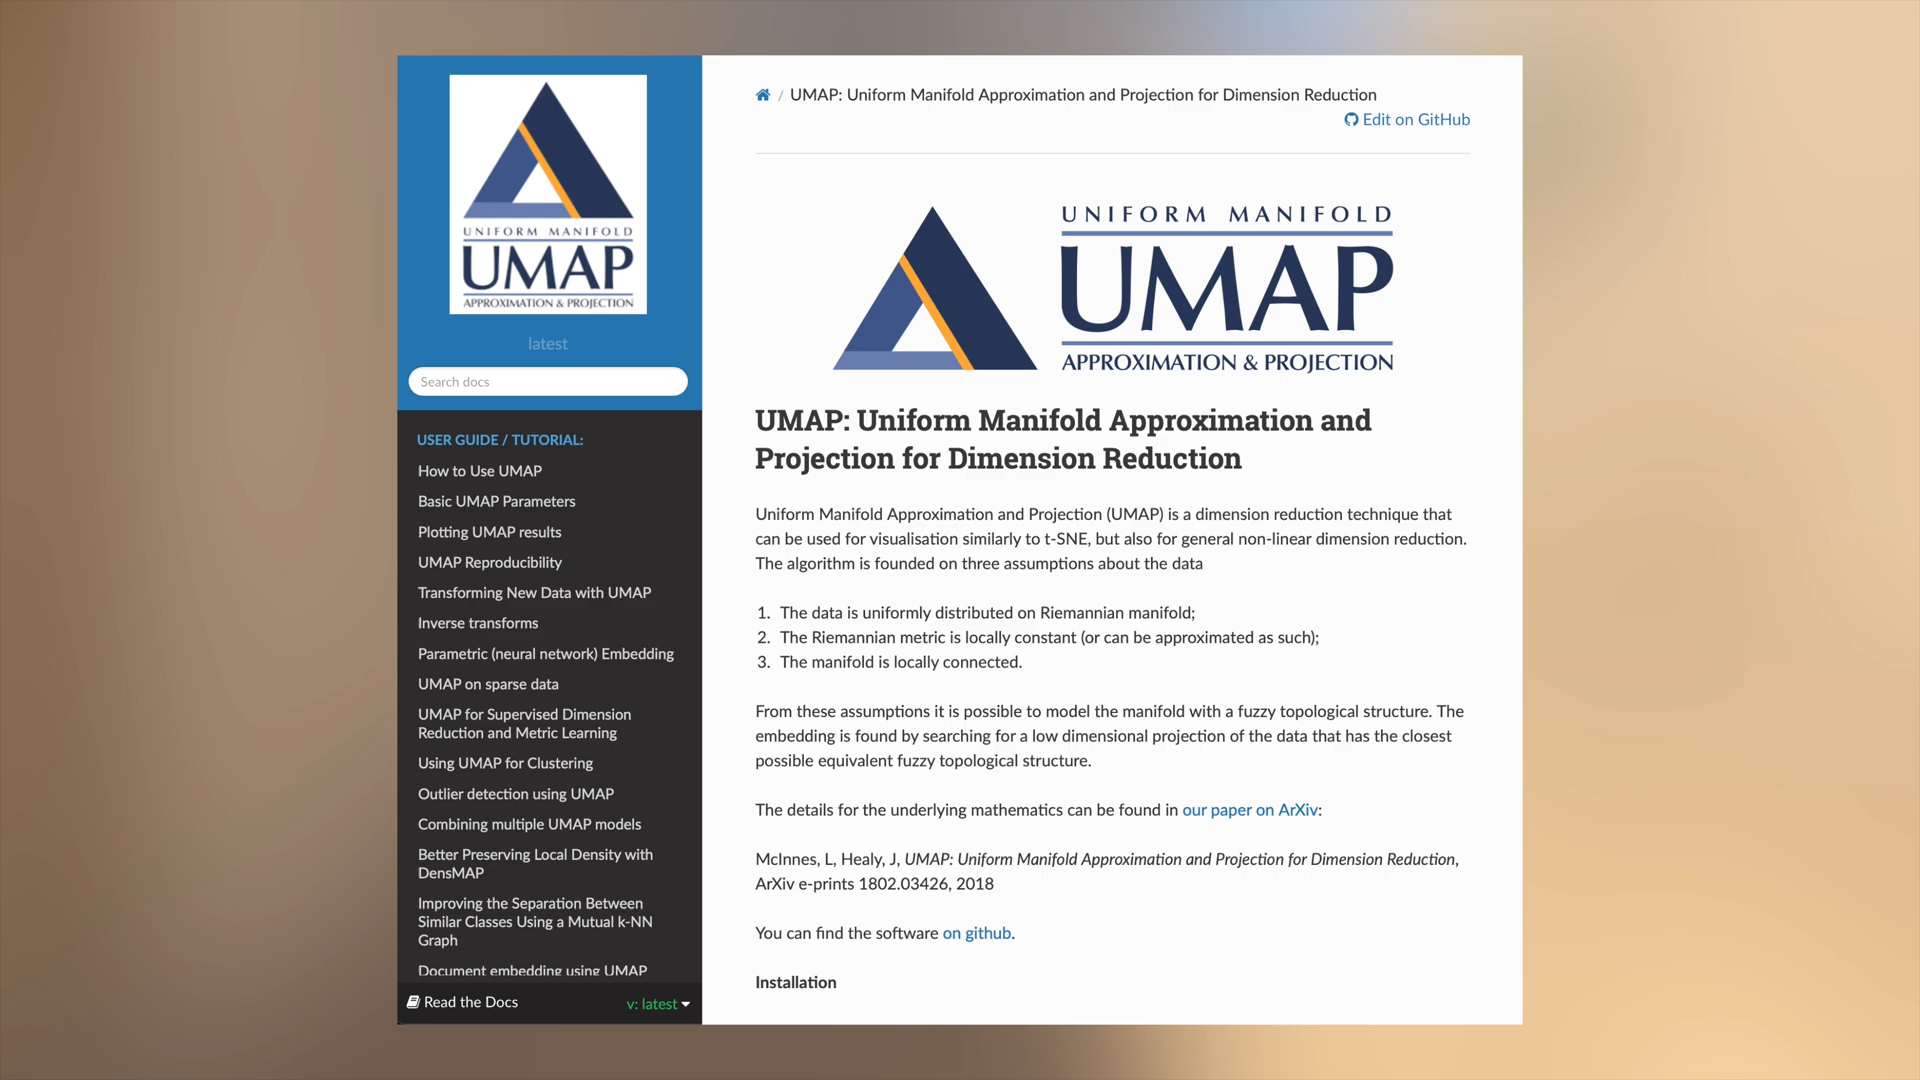 UNIFORM MANIFOLD
UMAP
APPROXIMATION & PROJECTION
latest
Search docs
USER GUIDE / TUTORIAL:
How to Use UMAP
Basic UMAP Parameters
Plotting UMAP results
UMAP Reproducibility
Transforming New Data with UMAP
Inverse transforms
Parametric (neural network) Embedding
UMAP on sparse data
UMAP for Supervised Dimension
Reduction and Metric Learning
Using UMAP for Clustering
Outlier detection using UMAP
Combining multiple UMAP models
Better Preserving Local Density with
DensMAP
Improving the Separation Between
Similar Classes Using a Mutual k-NN
Graph
Document embedding using UMAP
Read the Docs
v: latest
/ UMAP: Uniform Manifold Approximation and Projection for Dimension Reduction
Edit on GitHub
UNIFORM MANIFOLD
UMAP
APPROXIMATION & PROJECTION
UMAP: Uniform Manifold Approximation and
Projection for Dimension Reduction
Uniform Manifold Approximation and Projection (UMAP) is a dimension reduction technique that
can be used for visualisation similarly to t-SNE, but also for general non-linear dimension reduction.
The algorithm is founded on three assumptions about the data
1. The data is uniformly distributed on Riemannian manifold;
2. The Riemannian metric is locally constant (or can be approximated as such);
3. The manifold is locally connected.
From these assumptions it is possible to model the manifold with a fuzzy topological structure. The
embedding is found by searching for a low dimensional projection of the data that has the closest
possible equivalent fuzzy topological structure.
The details for the underlying mathematics can be found in our paper on ArXiv:
McInnes, L, Healy, J, UMAP: Uniform Manifold Approximation and Projection for Dimension Reduction,
ArXiv e-prints 1802.03426, 2018
You can find the software on github.
Installation